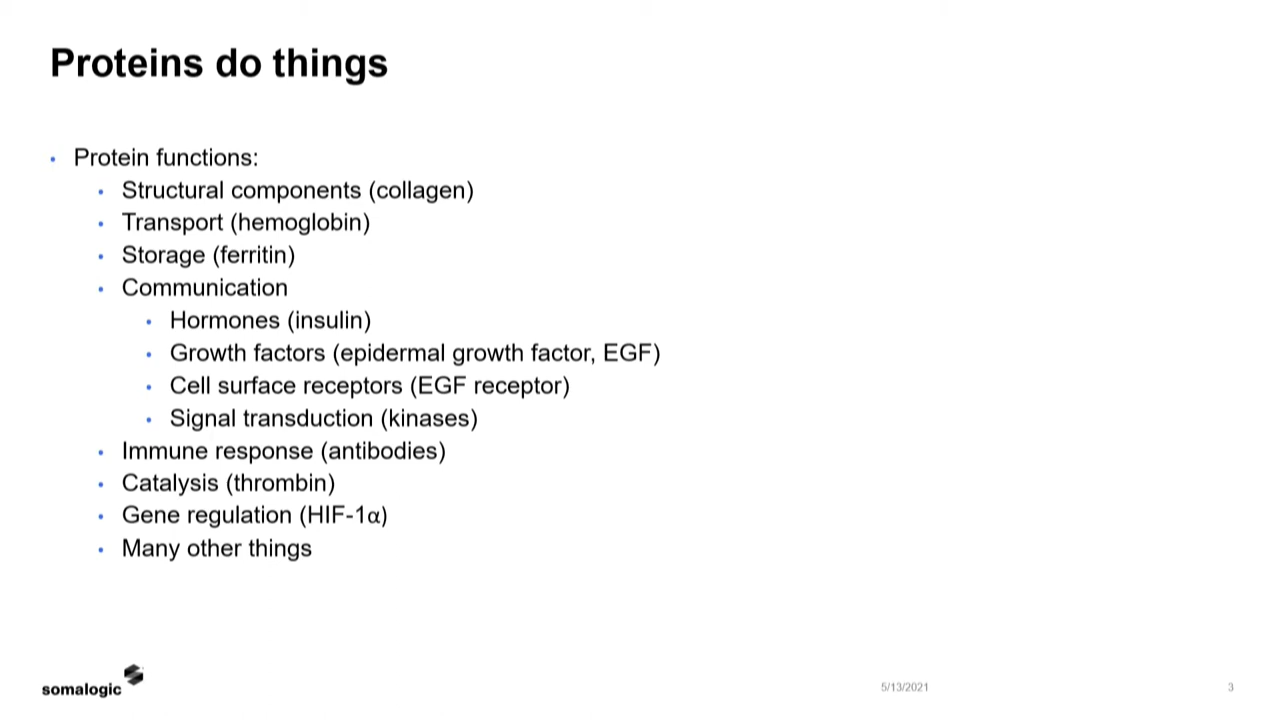 Proteins do things
• Protein functions:
• Structural components (collagen)
• Transport (hemoglobin)
• Storage (ferritin)
• Communication
• Hormones (insulin)
• Growth factors (epidermal growth factor, EGF)
• Cell surface receptors (EGF receptor)
• Signal transduction (kinases)
• Immune response (antibodies)
• Catalysis (thrombin)
• Gene regulation (HIF-1α)
• Many other things
somalogic
5/13/2021
3